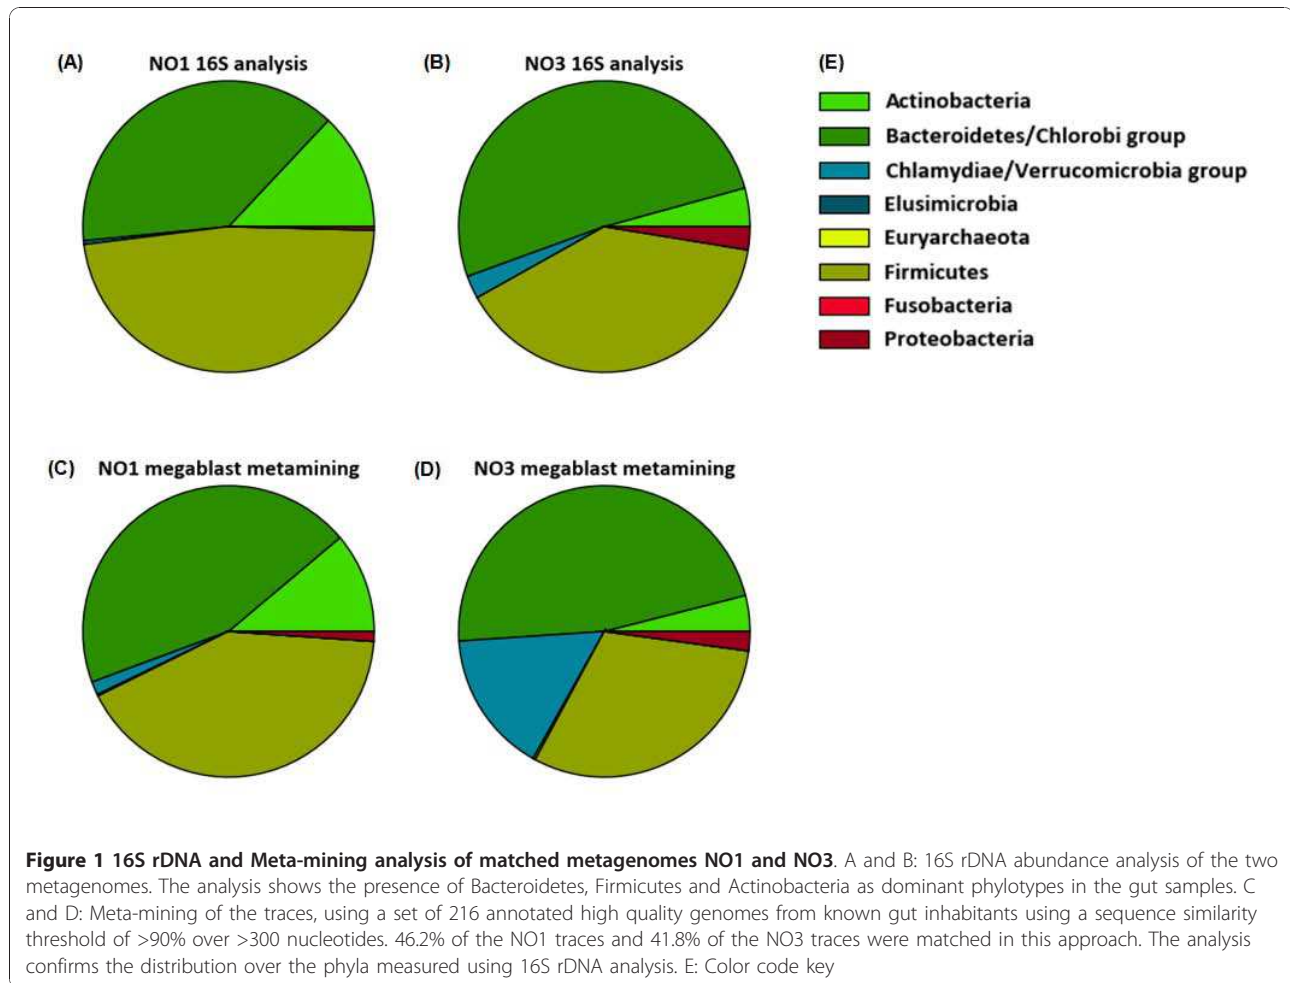 (A) NO1 16S analysis
(B) NO3 16S analysis
(E)
Actinobacteria
Bacteroidetes/Chlorobi group
Chlamydiae/Verrucomicrobia group
Elusimicrobia
Euryarchaeota
Firmicutes
Fusobacteria
Proteobacteria
(C) NO1 megablast metamining
(D) NO3 megablast metamining
Figure 1 16S rDNA and Meta-mining analysis of matched metagenomes NO1 and NO3. A and B: 16S rDNA abundance analysis of the two
metagenomes. The analysis shows the presence of Bacteroidetes, Firmicutes and Actinobacteria as dominant phylotypes in the gut samples. C
and D: Meta-mining of the traces, using a set of 216 annotated high quality genomes from known gut inhabitants using a sequence similarity
threshold of >90% over >300 nucleotides. 46.2% of the NO1 traces and 41.8% of the NO3 traces were matched in this approach. The analysis
confirms the distribution over the phyla measured using 16S rDNA analysis. E: Color code key